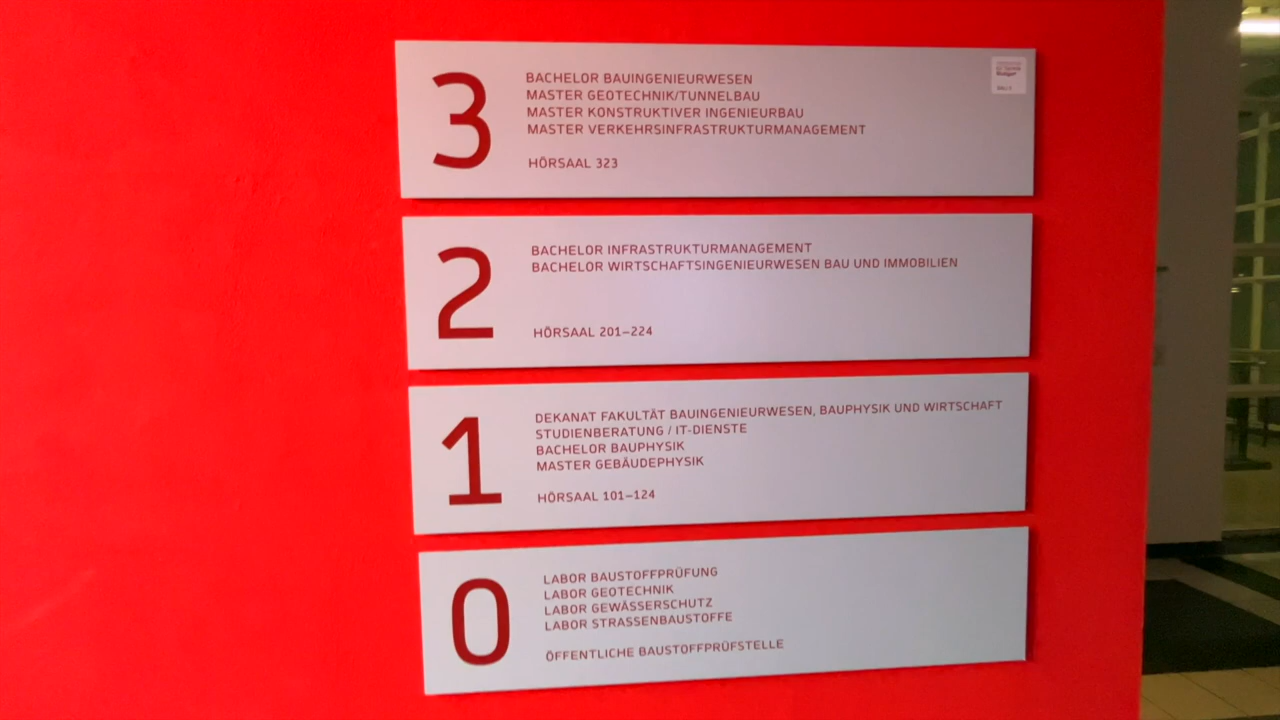 3
BACHELOR BAUINGENIEURWESEN
MASTER GEOTECHNIK/TUNNELBAU
MASTER KONSTRUKTIVER INGENIEURBAU
MASTER VERKEHRSINFRASTRUKTURMANAGEMENT
HÖRSAAL 323
2
BACHELOR INFRASTRUKTURMANAGEMENT
BACHELOR WIRTSCHAFTSINGENIEURWESEN BAU UND IMMOBILIEN
HÖRSAAL 201–224
1
DEKANAT FAKULTÄT BAUINGENIEURWESEN, BAUPHYSIK UND WIRTSCHAFT
STUDIENBERATUNG / IT-DIENSTE
BACHELOR BAUPHYSIK
MASTER GEBÄUDEPHYSIK
HÖRSAAL 101–124
0
LABOR BAUSTOFFPRÜFUNG
LABOR GEOTECHNIK
LABOR GEWÄSSERSCHUTZ
LABOR STRASSENBAUSTOFFE
ÖFFENTLICHE BAUSTOFFPRÜFSTELLE